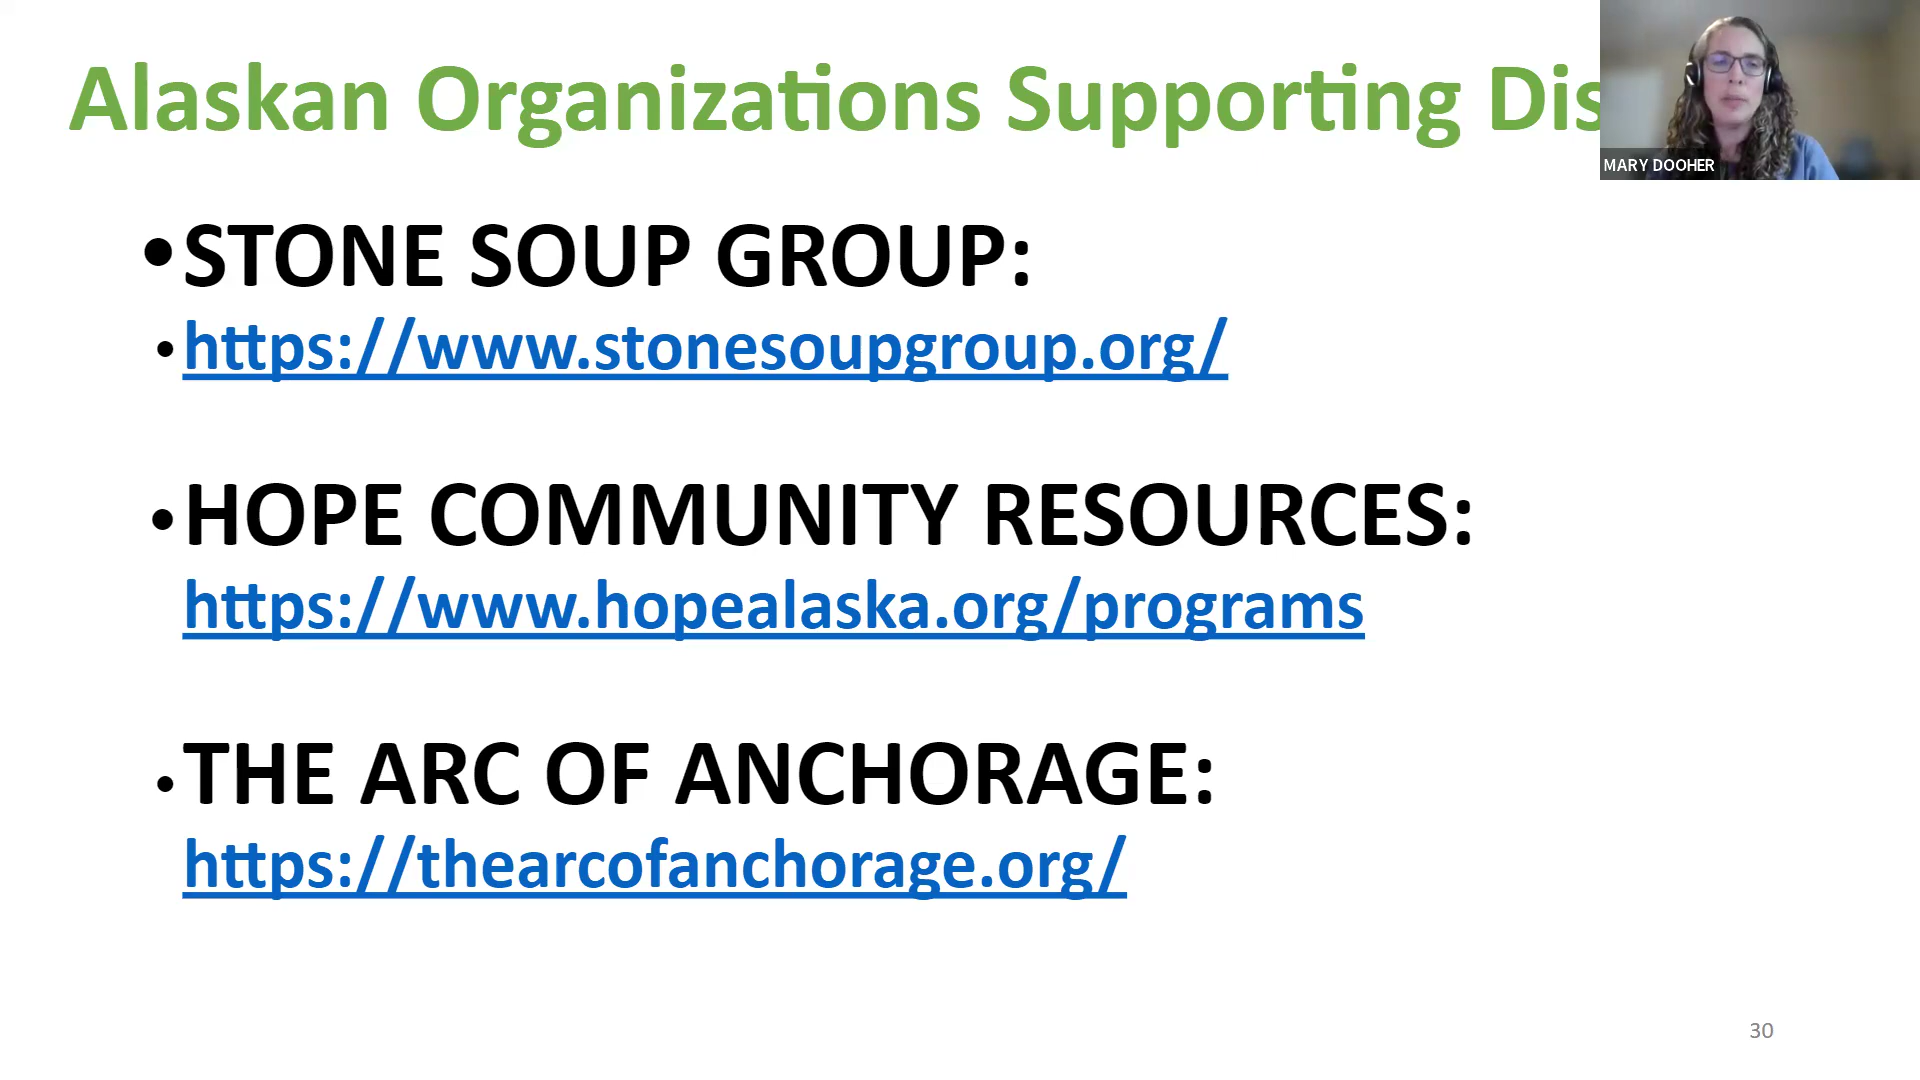 Alaskan Organizations Supporting Dis
MARY DOOHER
•STONE SOUP GROUP:
•https://www.stonesoupgroup.org/
•HOPE COMMUNITY RESOURCES:
https://www.hopealaska.org/programs
•THE ARC OF ANCHORAGE:
https://thearcofanchorage.org/
30